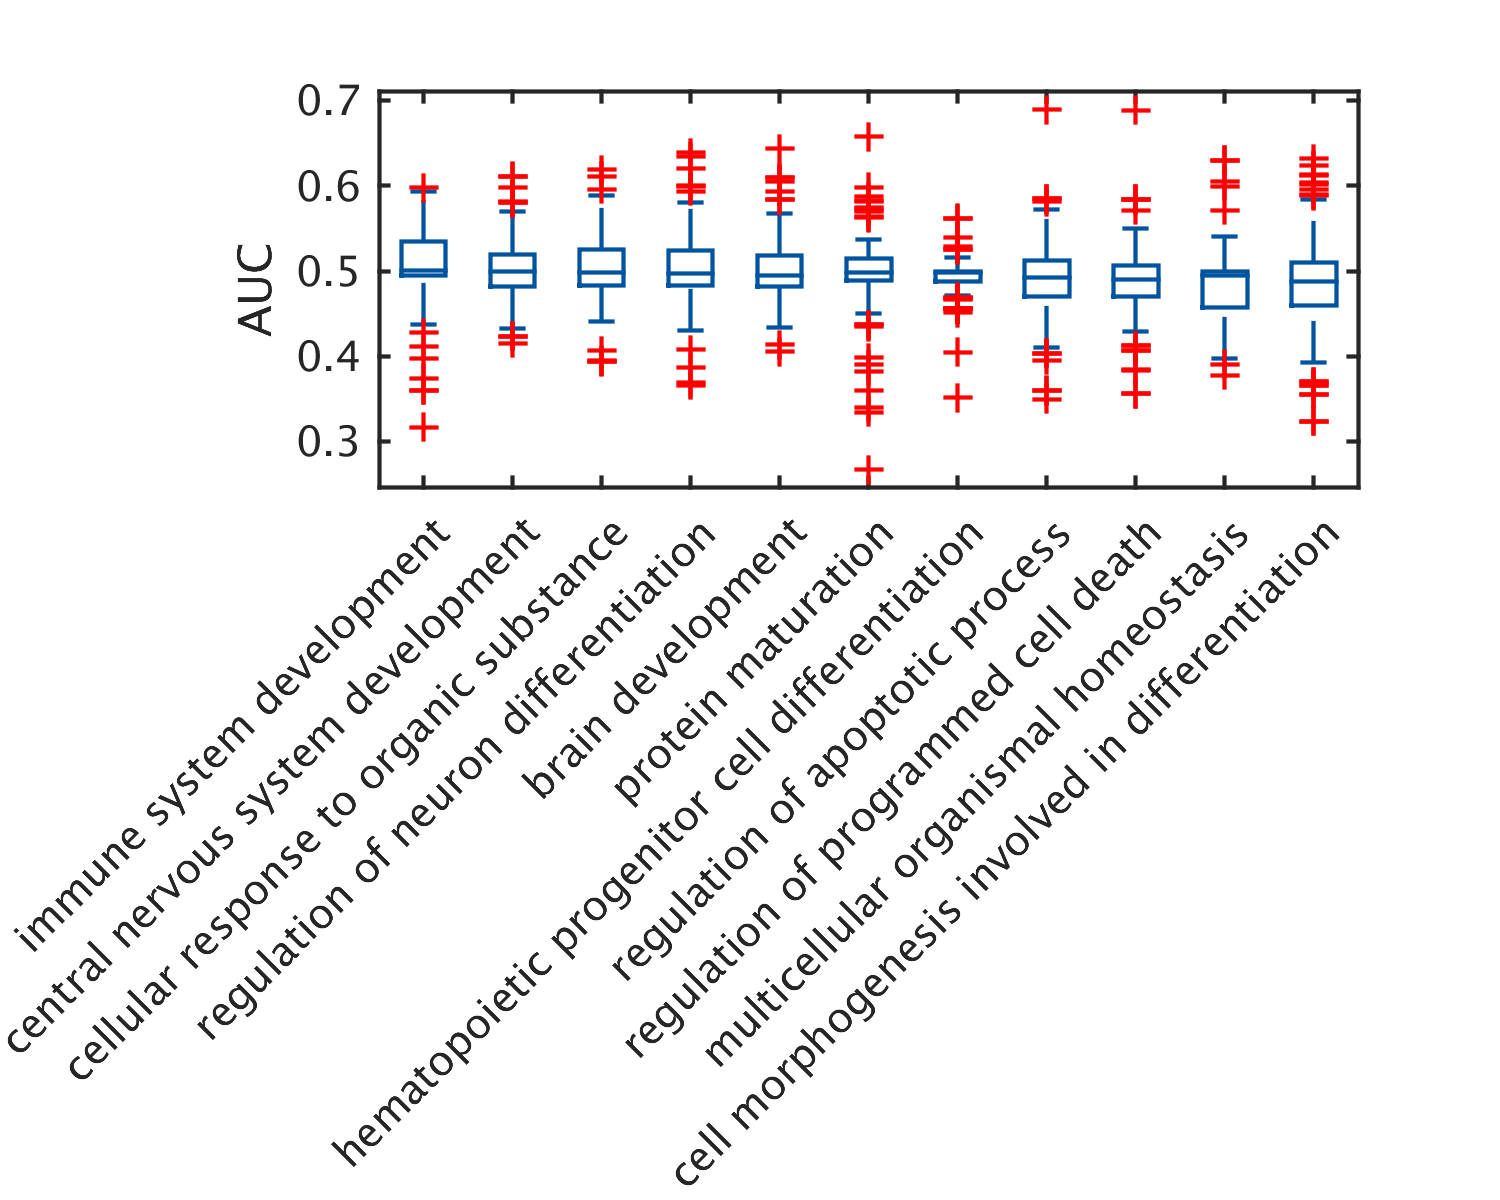 0.7
0.6
0.5
0.4
0.3
AUC
immune system development
central nervous system development
cellular response to organic substance
regulation of neuron differentiation
brain development
protein maturation
hematopoietic progenitor cell differentiation
regulation of apoptotic process
regulation of programmed cell death
multicellular organismal homeostasis
cell morphogenesis involved in differentiation